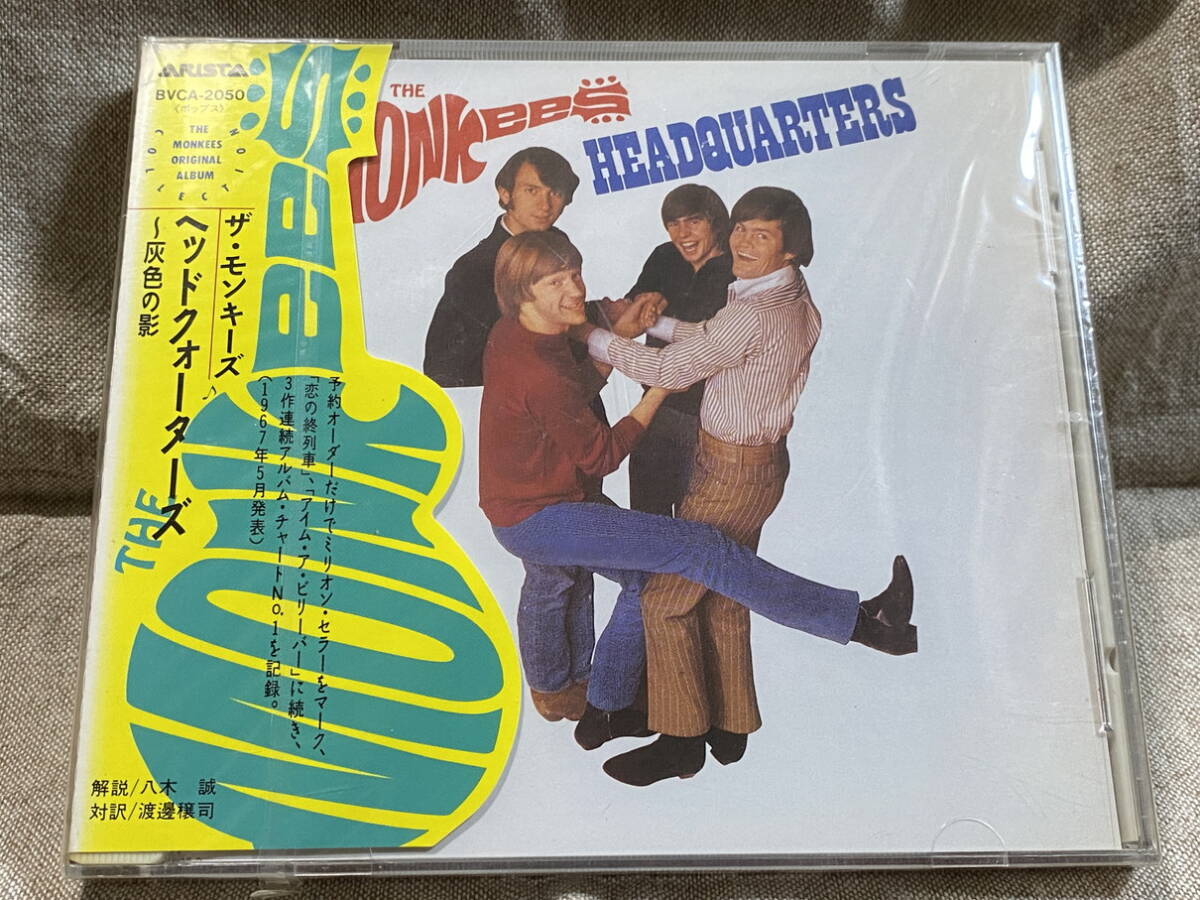 ARISTA
BVCA-2050
〈ポップス〉
COLLECTION
THE
MONKEES
ORIGINAL
ALBUM
ザ・モンキーズ♪
ヘッドクォーターズ
〜灰色の影
THE
MONKEES
予約オーダーだけでミリオン・セラーをマーク、
「恋の終列車」、「アイム・ア・ビリーバー」に続き、
3作連続アルバム・チャートNo.1を記録。
(1967年5月発表)
解説/八木 誠
対訳/渡邊穣司
THE
MONKEES
HEADQUARTERS